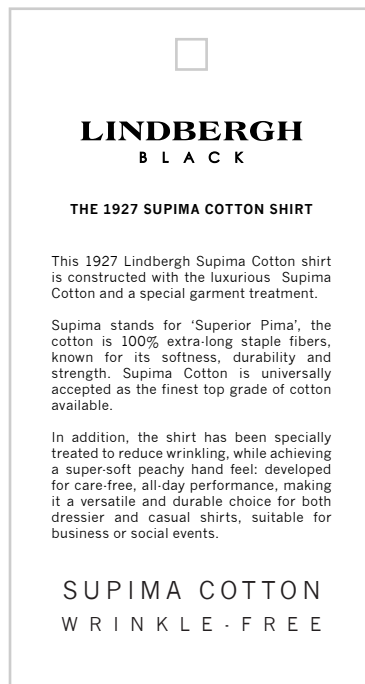 LINDBERGH
BLACK
THE 1927 SUPIMA COTTON SHIRT
This 1927 Lindbergh Supima Cotton shirt
is constructed with the luxurious Supima
Cotton and a special garment treatment.
Supima stands for ‘Superior Pima’, the
cotton is 100% extra-long staple fibers,
known for its softness, durability and
strength. Supima Cotton is universally
accepted as the finest top grade of cotton
available.
In addition, the shirt has been specially
treated to reduce wrinkling, while achieving
a super-soft peachy hand feel: developed
for care-free, all-day performance, making
it a versatile and durable choice for both
dressier and casual shirts, suitable for
business or social events.
SUPIMA COTTON
WRINKLE-FREE